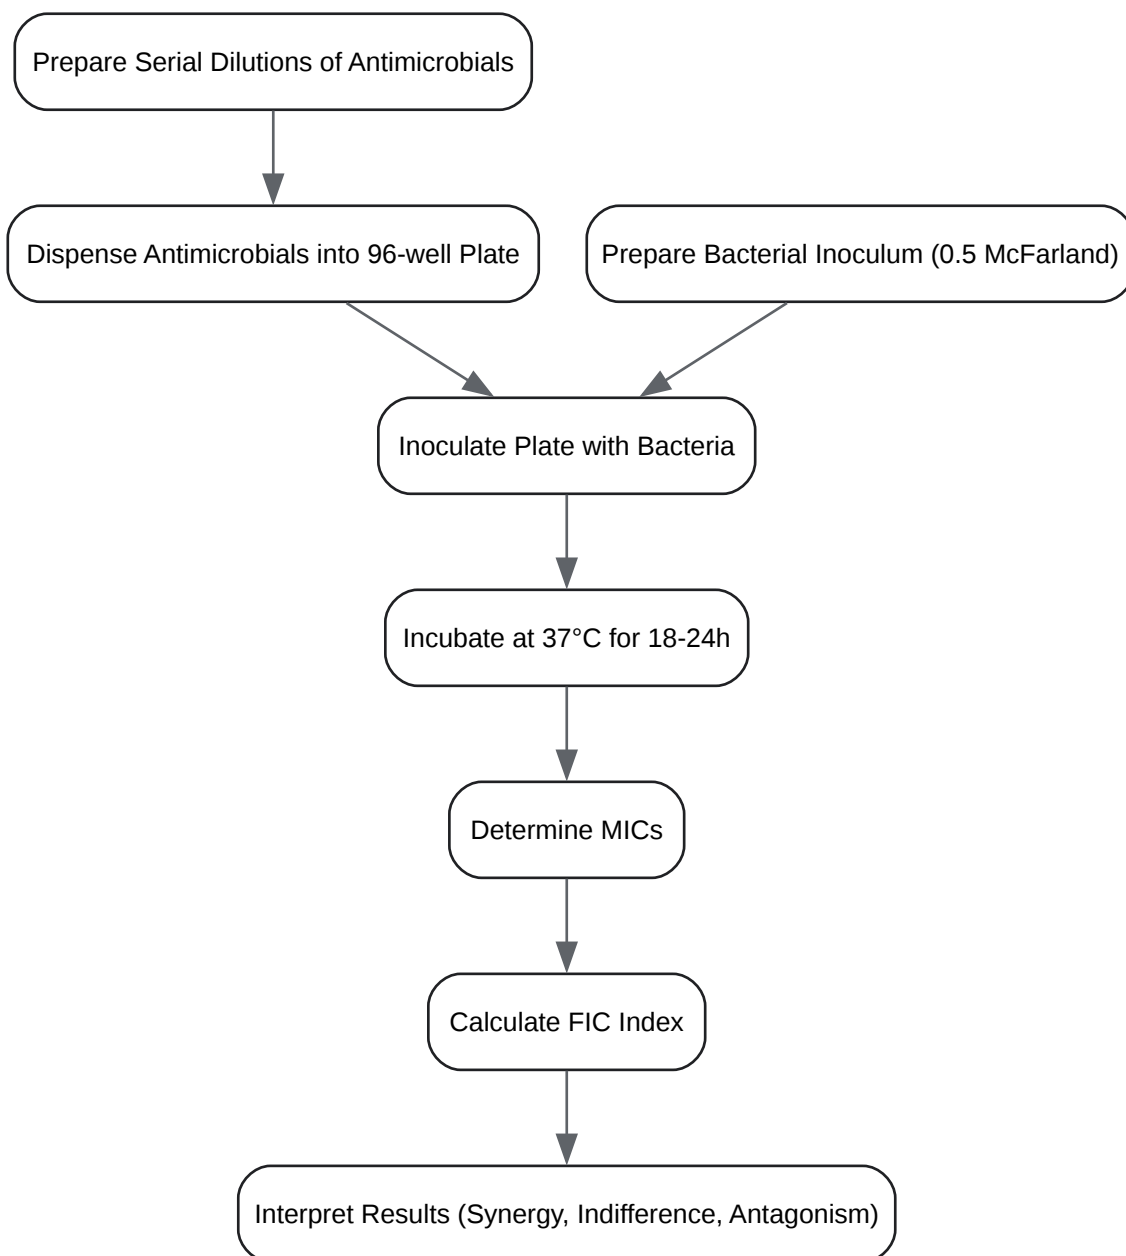 Prepare Serial Dilutions of Antimicrobials
Dispense Antimicrobials into 96-well Plate
Prepare Bacterial Inoculum (0.5 McFarland)
Inoculate Plate with Bacteria
Incubate at 37°C for 18-24h
Determine MICs
Calculate FIC Index
Interpret Results (Synergy, Indifference, Antagonism)